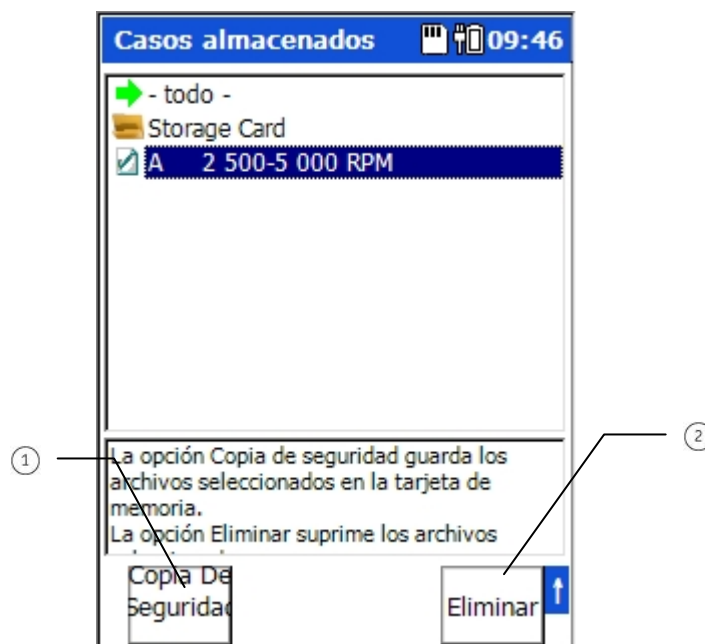 Casos almacenados 09:46
- todo -
Storage Card
A 2 500-5 000 RPM
La opción Copia de seguridad guarda los
archivos seleccionados en la tarjeta de
memoria.
La opción Eliminar suprime los archivos
1
2
Copia De
Seguridad
Eliminar